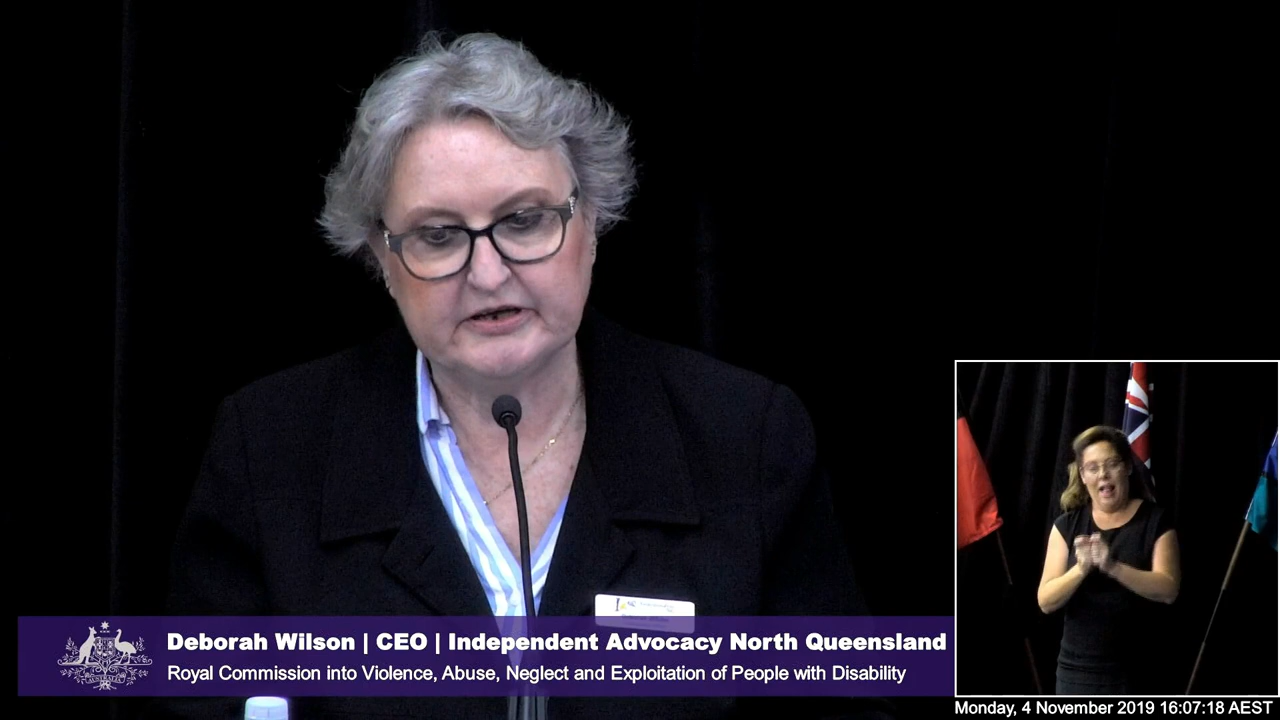 Deborah Wilson | CEO | Independent Advocacy North Queensland
Royal Commission into Violence, Abuse, Neglect and Exploitation of People with Disability
Monday, 4 November 2019 16:07:18 AEST